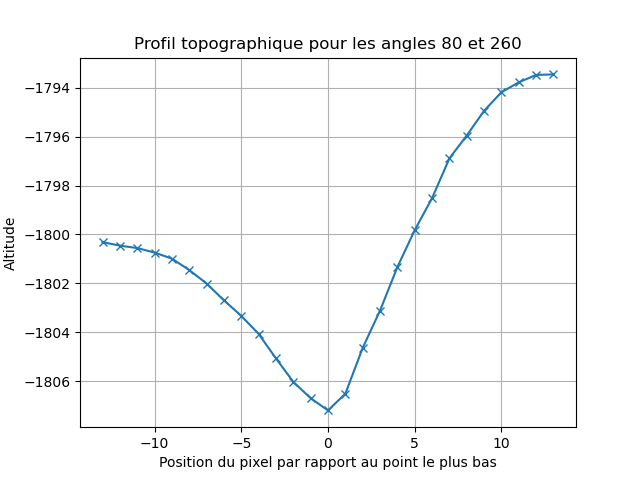 Profil topographique pour les angles 80 et 260
−1794
−1796
−1798
−1800
−1802
−1804
−1806
Altitude
−10 −5 0 5 10
Position du pixel par rapport au point le plus bas